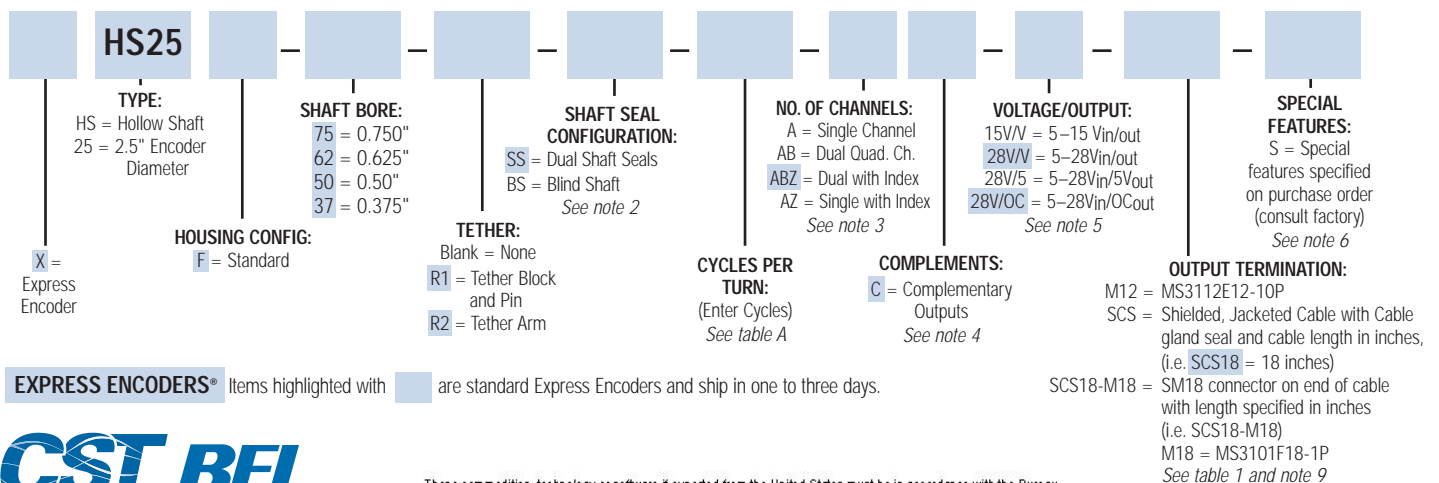 HS25
X =
Express
Encoder
TYPE:
HS = Hollow Shaft
25 = 2.5" Encoder
Diameter
HOUSING CONFIG:
F = Standard
SHAFT BORE:
75 = 0.750"
62 = 0.625"
50 = 0.50"
37 = 0.375"
TETHER:
Blank = None
R1 = Tether Block
and Pin
R2 = Tether Arm
SHAFT SEAL
CONFIGURATION:
SS = Dual Shaft Seals
BS = Blind Shaft
See note 2
CYCLES PER
TURN:
(Enter Cycles)
See table A
NO. OF CHANNELS:
A = Single Channel
AB = Dual Quad. Ch.
ABZ = Dual with Index
AZ = Single with Index
See note 3
COMPLEMENTS:
C = Complementary
Outputs
See note 4
VOLTAGE/OUTPUT:
15V/V = 5–15 Vin/out
28V/V = 5–28Vin/out
28V/5 = 5–28Vin/5Vout
28V/OC = 5–28Vin/OCout
See note 5
OUTPUT TERMINATION:
M12 = MS3112E12-10P
SCS = Shielded, Jacketed Cable with Cable
gland seal and cable length in inches,
(i.e. SCS18 = 18 inches)
SCS18-M18 = SM18 connector on end of cable
with length specified in inches
(i.e. SCS18-M18)
M18 = MS3101F18-1P
See table 1 and note 9
SPECIAL
FEATURES:
S = Special
features specified
on purchase order
(consult factory)
See note 6
EXPRESS ENCODERS® Items highlighted with are standard Express Encoders and ship in one to three days.
CST BEI